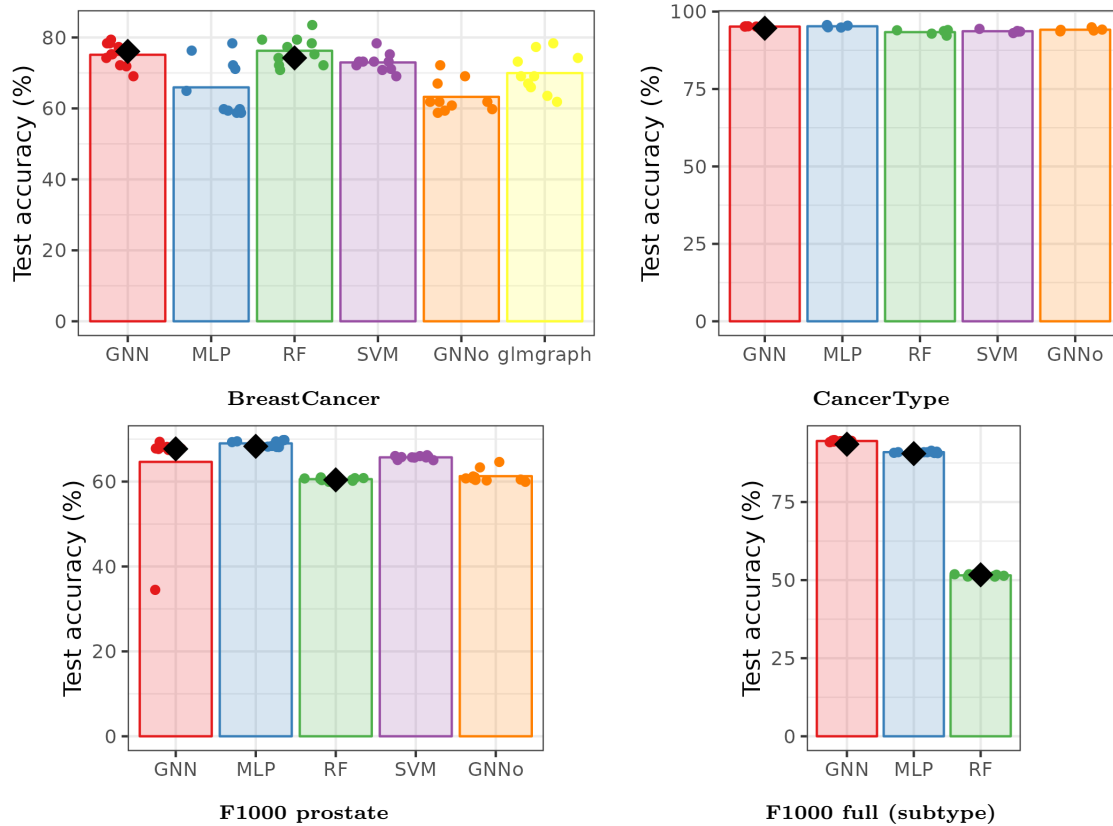 Test accuracy (%)
80
60
40
20
0
GNN MLP RF SVM GNNo glmgraph
BreastCancer
Test accuracy (%)
100
75
50
25
0
GNN MLP RF SVM GNNo
CancerType
Test accuracy (%)
60
40
20
0
GNN MLP RF SVM GNNo
F1000 prostate
Test accuracy (%)
75
50
25
0
GNN MLP RF
F1000 full (subtype)